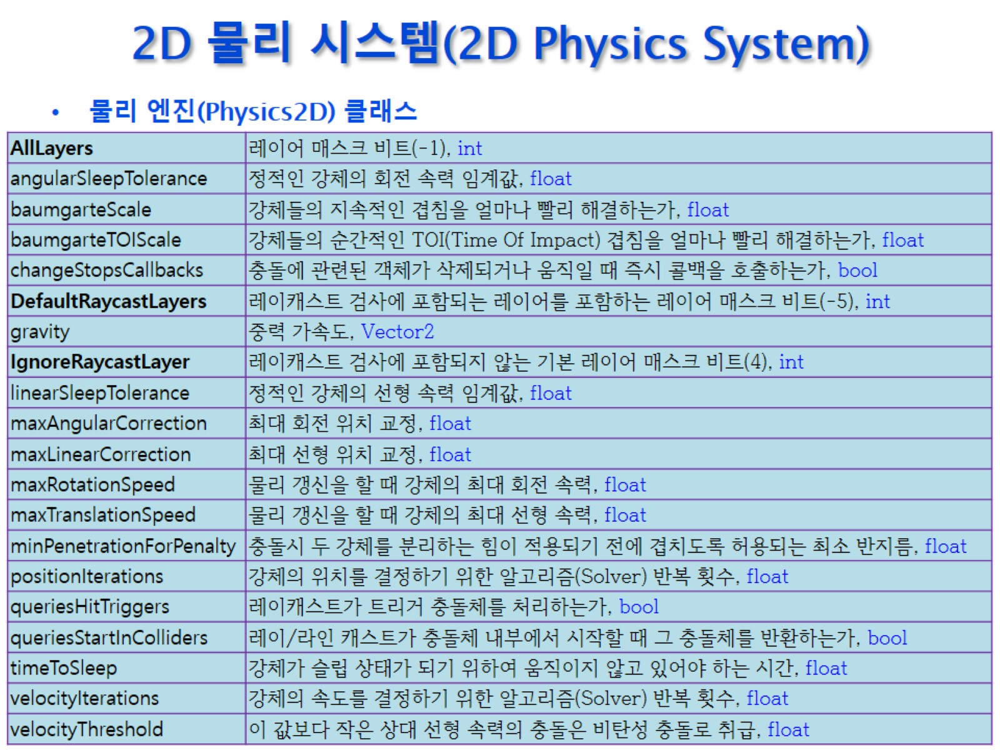 2D 물리 시스템(2D Physics System)
• 물리 엔진(Physics2D) 클래스
AllLayers 레이어 매스크 비트(-1), int
angularSleepTolerance 정적인 강체의 회전 속력 임계값, float
baumgarteScale 강체들의 지속적인 겹침을 얼마나 빨리 해결하는가, float
baumgarteTOIScale 강체들의 순간적인 TOI(Time Of Impact) 겹침을 얼마나 빨리 해결하는가, float
changeStopsCallbacks 충돌에 관련된 객체가 삭제되거나 움직일 때 즉시 콜백을 호출하는가, bool
DefaultRaycastLayers 레이캐스트 검사에 포함되는 레이어를 포함하는 레이어 매스크 비트(-5), int
gravity 중력 가속도, Vector2
IgnoreRaycastLayer 레이캐스트 검사에 포함되지 않는 기본 레이어 매스크 비트(4), int
linearSleepTolerance 정적인 강체의 선형 속력 임계값, float
maxAngularCorrection 최대 회전 위치 교정, float
maxLinearCorrection 최대 선형 위치 교정, float
maxRotationSpeed 물리 갱신을 할 때 강체의 최대 회전 속력, float
maxTranslationSpeed 물리 갱신을 할 때 강체의 최대 선형 속력, float
minPenetrationForPenalty 충돌시 두 강체를 분리하는 힘이 적용되기 전에 겹치도록 허용되는 최소 반지름, float
positionIterations 강체의 위치를 결정하기 위한 알고리즘(Solver) 반복 횟수, float
queriesHitTriggers 레이캐스트가 트리거 충돌체를 처리하는가, bool
queriesStartInColliders 레이/라인 캐스트가 충돌체 내부에서 시작할 때 그 충돌체를 반환하는가, bool
timeToSleep 강체가 슬립 상태가 되기 위하여 움직이지 않고 있어야 하는 시간, float
velocityIterations 강체의 속도를 결정하기 위한 알고리즘(Solver) 반복 횟수, float
velocityThreshold 이 값보다 작은 상대 선형 속력의 충돌은 비탄성 충돌로 취급, float